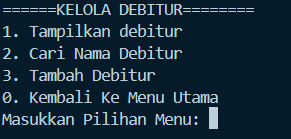 ======KELOLA DEBITUR========
1. Tampilkan debitur
2. Cari Nama Debitur
3. Tambah Debitur
0. Kembali Ke Menu Utama
Masukkan Pilihan Menu: